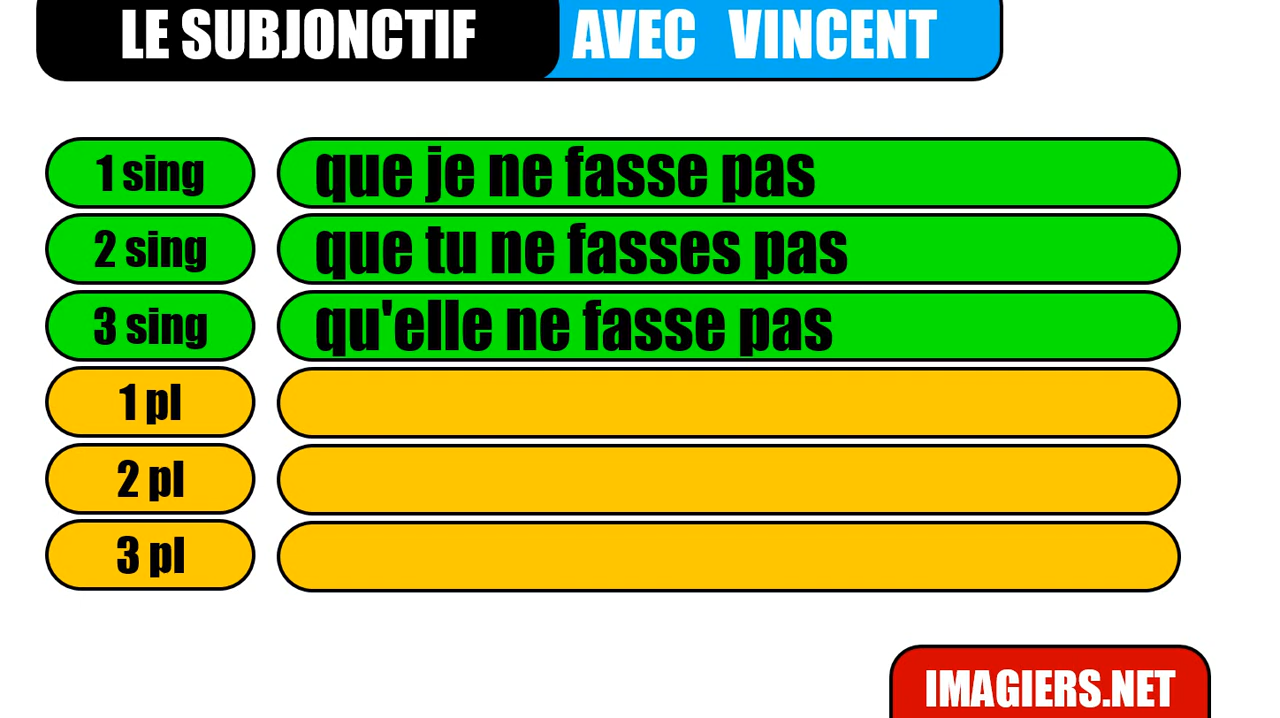 LE SUBJONCTIF AVEC VINCENT
1 sing que je ne fasse pas
2 sing que tu ne fasses pas
3 sing qu'elle ne fasse pas
1 pl
2 pl
3 pl
IMAGIERS.NET